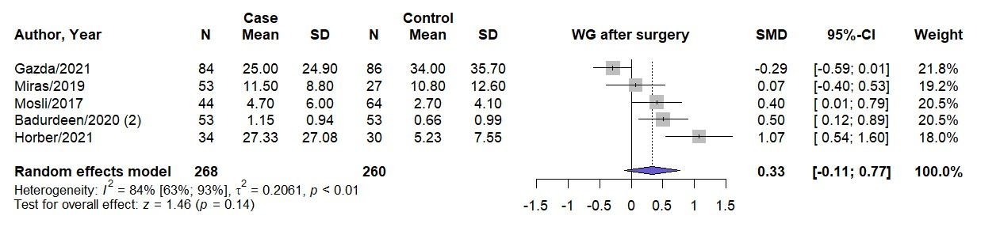 Case Control
Author, Year N Mean SD N Mean SD WG after surgery SMD 95%-CI Weight
Gazda/2021 84 25.00 24.90 86 34.00 35.70 -0.29 [-0.59; 0.01] 21.8%
Miras/2019 53 11.50 8.80 27 10.80 12.60 0.07 [-0.40; 0.53] 19.2%
Mosli/2017 44 4.70 6.00 64 2.70 4.10 0.40 [ 0.01; 0.79] 20.5%
Badurdeen/2020 (2) 53 1.15 0.94 53 0.66 0.99 0.50 [ 0.12; 0.89] 20.5%
Horber/2021 34 27.33 27.08 30 5.23 7.55 1.07 [ 0.54; 1.60] 18.0%
Random effects model 268 260 0.33 [-0.11; 0.77] 100.0%
Heterogeneity: I² = 84% [63%; 93%], τ² = 0.2061, p < 0.01
Test for overall effect: z = 1.46 (p = 0.14)
-1.5 -1 -0.5 0 0.5 1 1.5